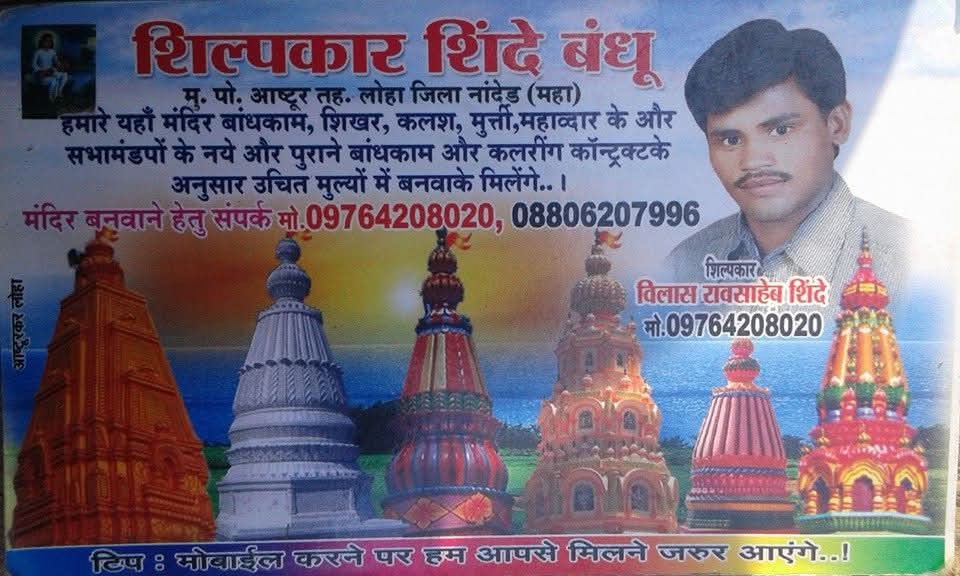 शिल्पकार शिंदे बंधू
मु. पो. आष्टूर तह. लोहा जिला नांदेड (महा)
हमारे यहाँ मंदिर बांधकाम, शिखर, कलश, मुर्त्ती,महाव्दार के और
सभामंडपों के नये और पुराने बांधकाम और कलरींग कॉन्ट्रक्टके
अनुसार उचित मुल्यों में बनवाके मिलेंगे..।
मंदिर बनवाने हेतु संपर्क मो.09764208020, 08806207996
शिल्पकार
विलास रावसाहेब शिंदे
मो.09764208020
आष्टूरकर लोहा
टिप : मोबाईल करने पर हम आपसे मिलने जरुर आएंगे..!